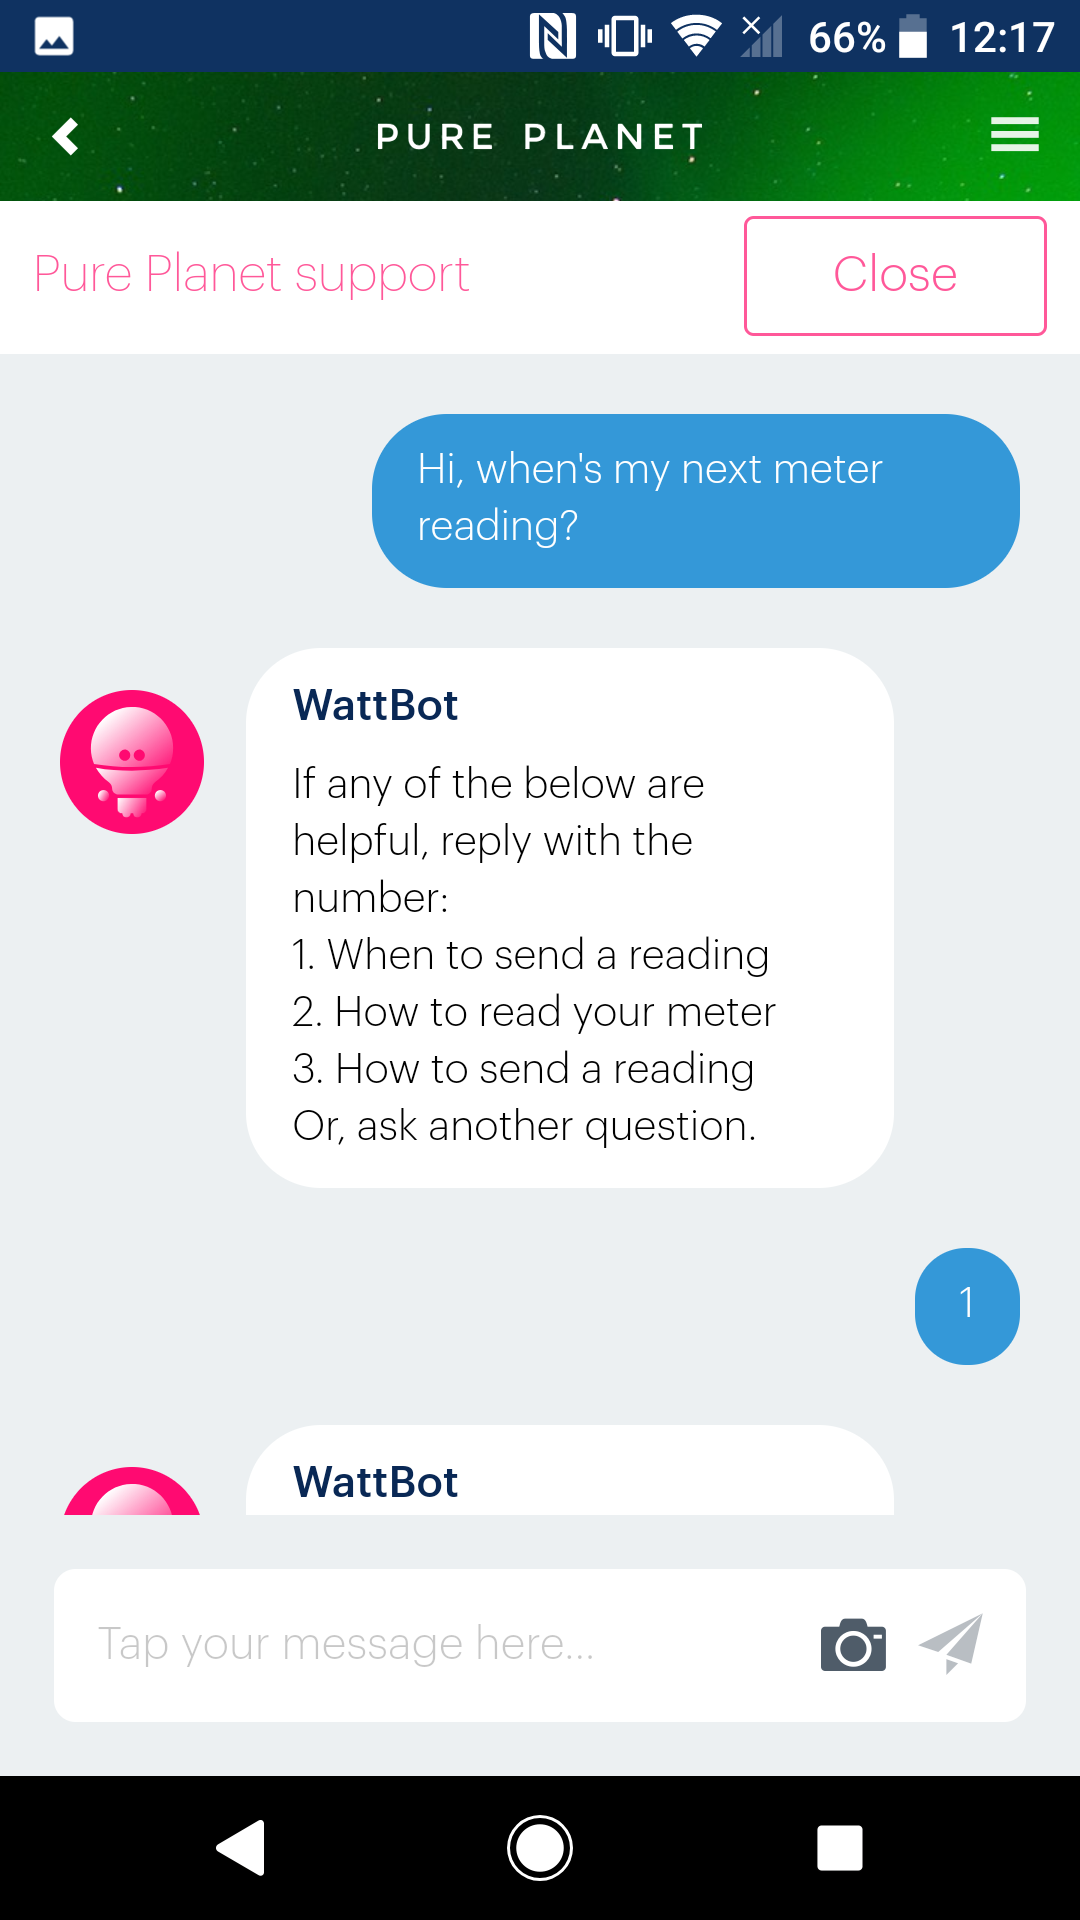 66% 12:17
PURE PLANET
Pure Planet support
Close
Hi, when's my next meter
reading?
WattBot
If any of the below are
helpful, reply with the
number:
1. When to send a reading
2. How to read your meter
3. How to send a reading
Or, ask another question.
1
WattBot
Tap your message here...